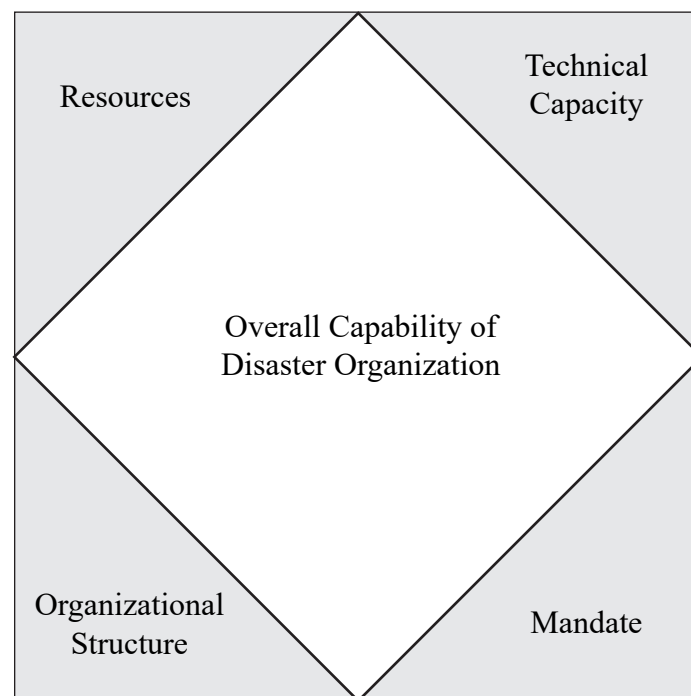 Resources
Technical
Capacity
Overall Capability of
Disaster Organization
Organizational
Structure
Mandate